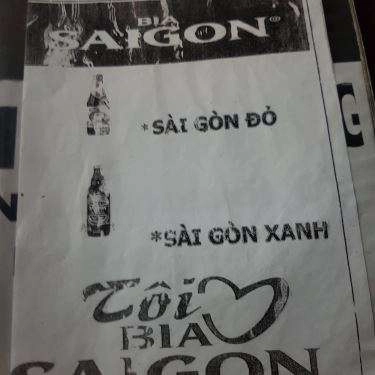 BIA
SAIGON®
*SÀI GÒN ĐỎ
*SÀI GÒN XANH
Tôi
BIA
SAIGON